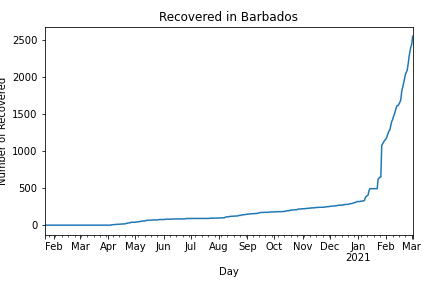 Recovered in Barbados
Number of Recovered
2500
2000
1500
1000
500
0
Feb Mar Apr May Jun Jul Aug Sep Oct Nov Dec Jan Feb Mar
2021
Day